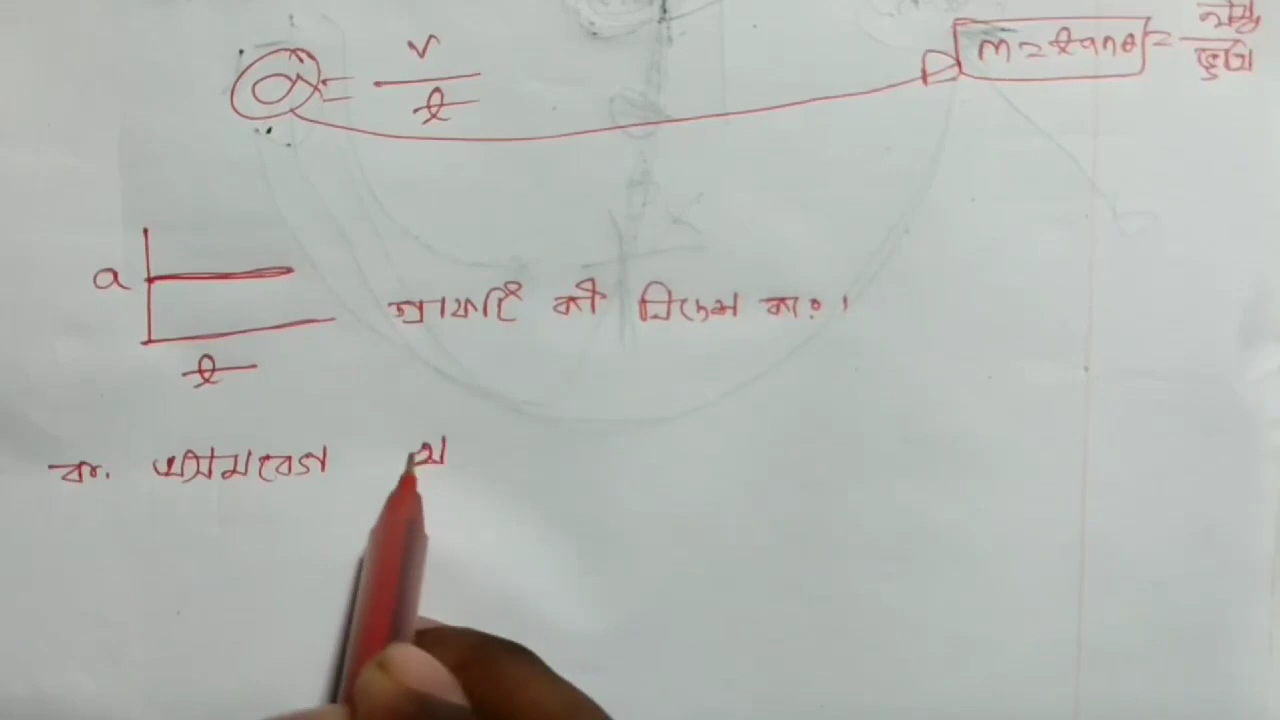 a = v/t m = tanθ = লম্ব/ভূমি
a
গ্রাফটি কী নির্দেশ করে।
t
ক. অসমবেগ খ